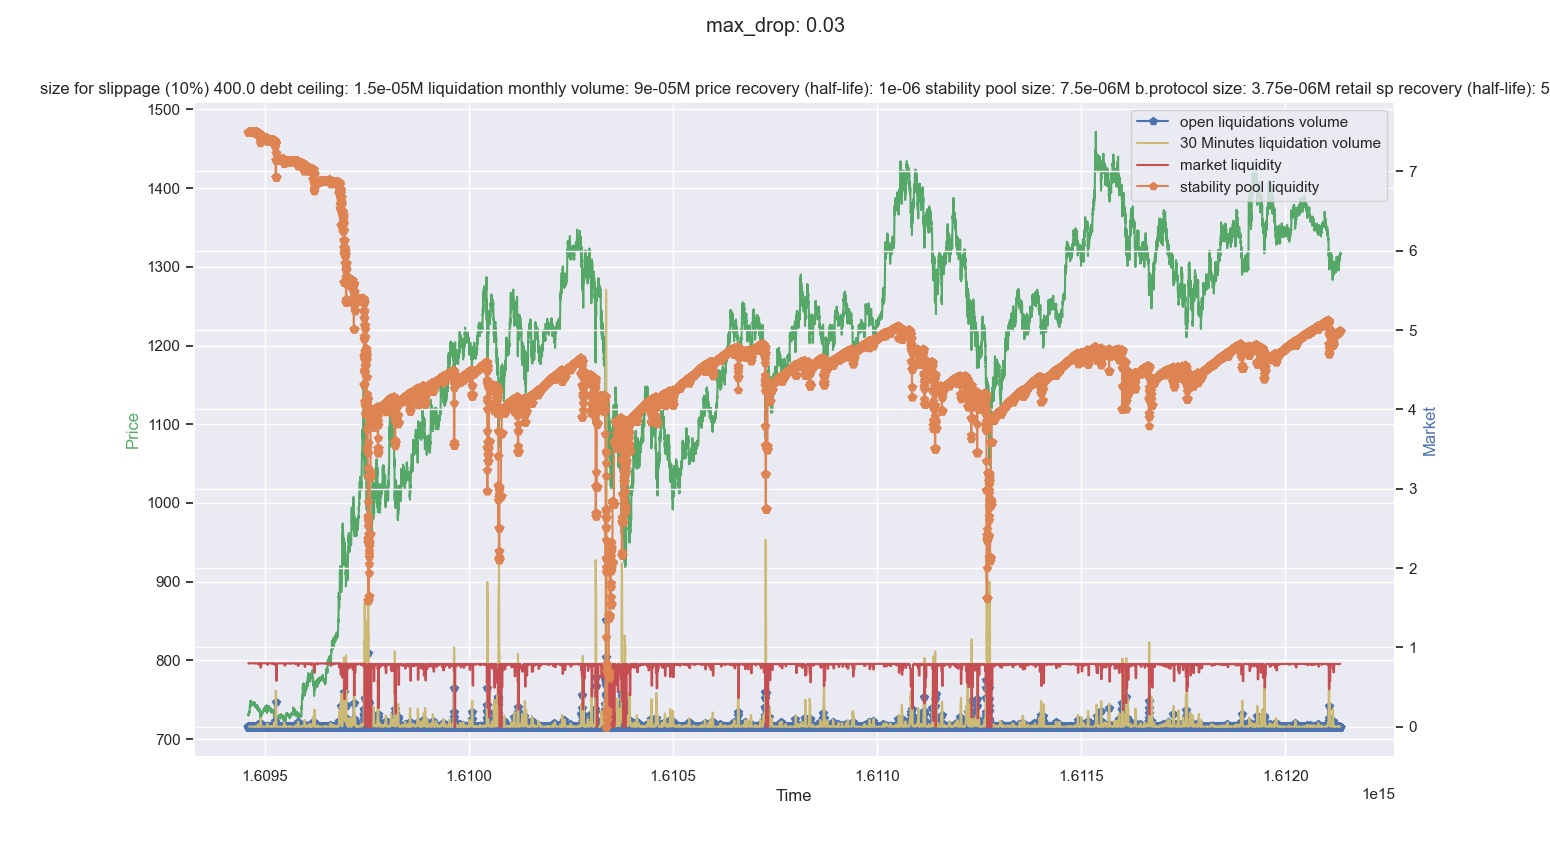 max_drop: 0.03
size for slippage (10%) 400.0 debt ceiling: 1.5e-05M liquidation monthly volume: 9e-05M price recovery (half-life): 1e-06 stability pool size: 7.5e-06M b.protocol size: 3.75e-06M retail sp recovery (half-life): 5
open liquidations volume
30 Minutes liquidation volume
market liquidity
stability pool liquidity
1500
1400
1300
1200
1100
1000
900
800
700
Price
7
6
5
4
3
2
1
0
Market
1.6095 1.6100 1.6105 1.6110 1.6115 1.6120
1e15
Time